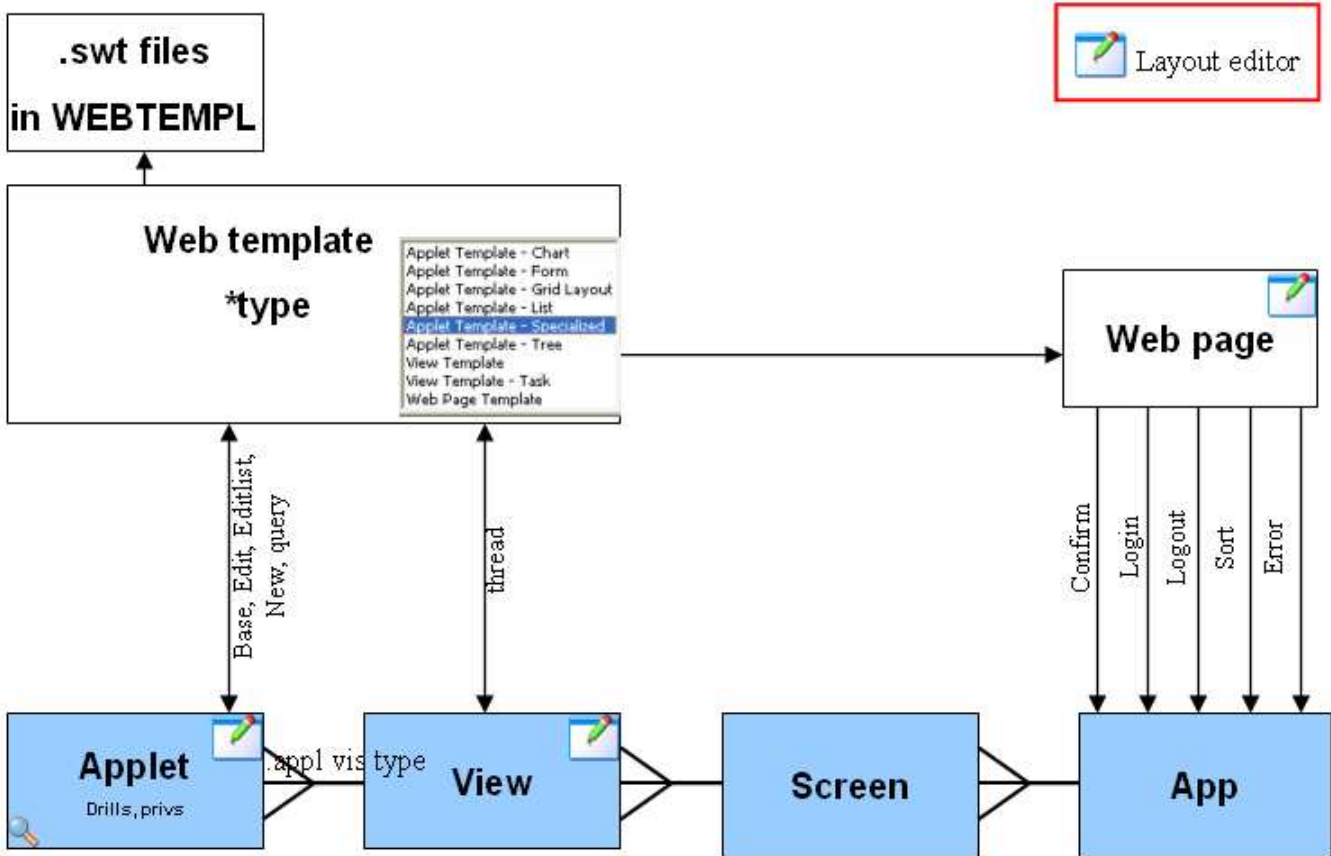 .swt files
in WEBTEMPL
Layout editor
Web template
*type
Applet Template - Chart
Applet Template - Form
Applet Template - Grid Layout
Applet Template - List
Applet Template - Specialized
Applet Template - Tree
View Template
View Template - Task
Web Page Template
Web page
Base, Edit, Editlist,
New, query
thread
Confirm
Login
Logout
Sort
Error
Applet
Drills,privs
.appl vis type
View
Screen
App